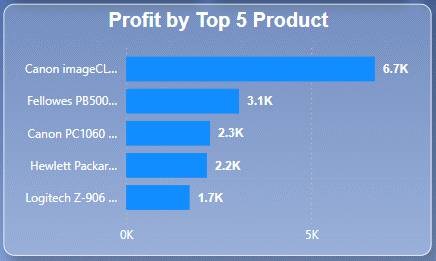 Profit by Top 5 Product
Canon imageCL... 6.7K
Fellowes PB500... 3.1K
Canon PC1060 ... 2.3K
Hewlett Packar... 2.2K
Logitech Z-906 ... 1.7K
0K 5K